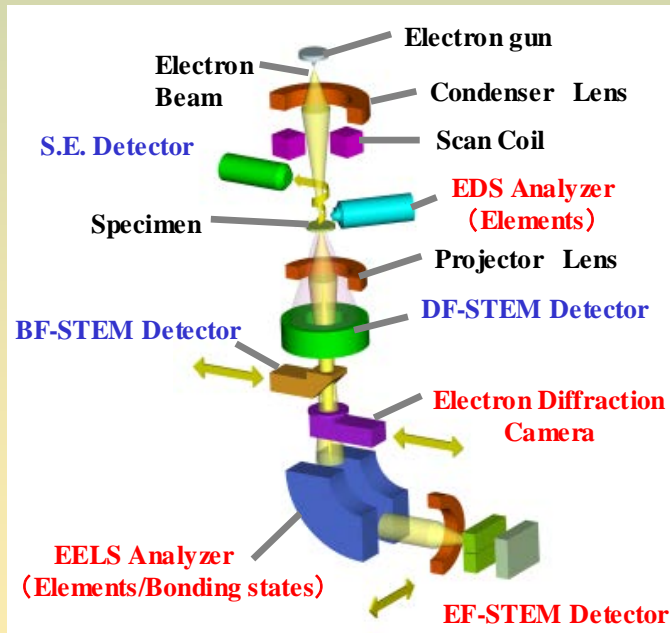 Electron gun
Electron
Beam
Condenser Lens
Scan Coil
S.E. Detector
EDS Analyzer
（Elements）
Specimen
Projector Lens
DF-STEM Detector
BF-STEM Detector
Electron Diffraction
Camera
EELS Analyzer
（Elements/Bonding states）
EF-STEM Detector